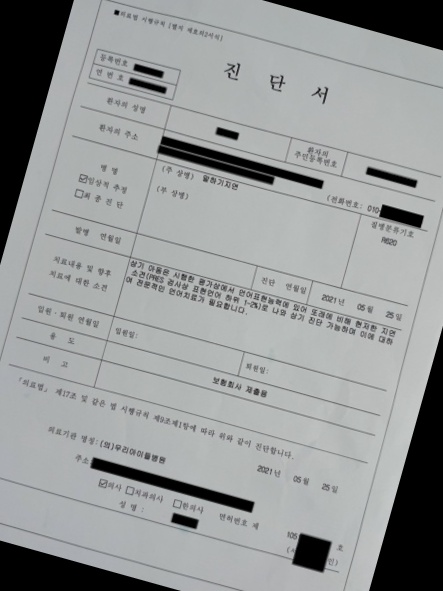 ■의료법 시행규칙 [별지 제호의2서식]
진 단 서
등록번호
연 번 호
환자의 성명
환자의 주민등록번호
환자의 주소
(전화번호: 010
병 명
☑임상적 추정
☐최 종 진 단
(주 상병) 말하기지연
(부 상병)
질병분류기호
R620
발병 연월일
진단 연월일
2021년 05월 25일
치료내용 및 향후 치료에 대한 소견
상기 아동은 시행한 평가상에서 언어표현능력에 있어 또래에 비해 현저한 지연
소견(PRES 검사상 표현언어 하위 1~2%)로 나와 상기 진단 가능하며 이에 대하
여 전문적인 언어치료가 필요합니다.
입원 · 퇴원 연월일
입원일:
퇴원일:
용 도
보험회사 제출용
비 고
「의료법」 제17조 및 같은 법 시행규칙 제9조제1항에 따라 위와 같이 진단합니다.
2021년 05월 25일
의료기관 명칭: (의)우리아이들병원
주소
☑의사 ☐치과의사 ☐한의사 면허번호 제 105 호
성 명 :
인)